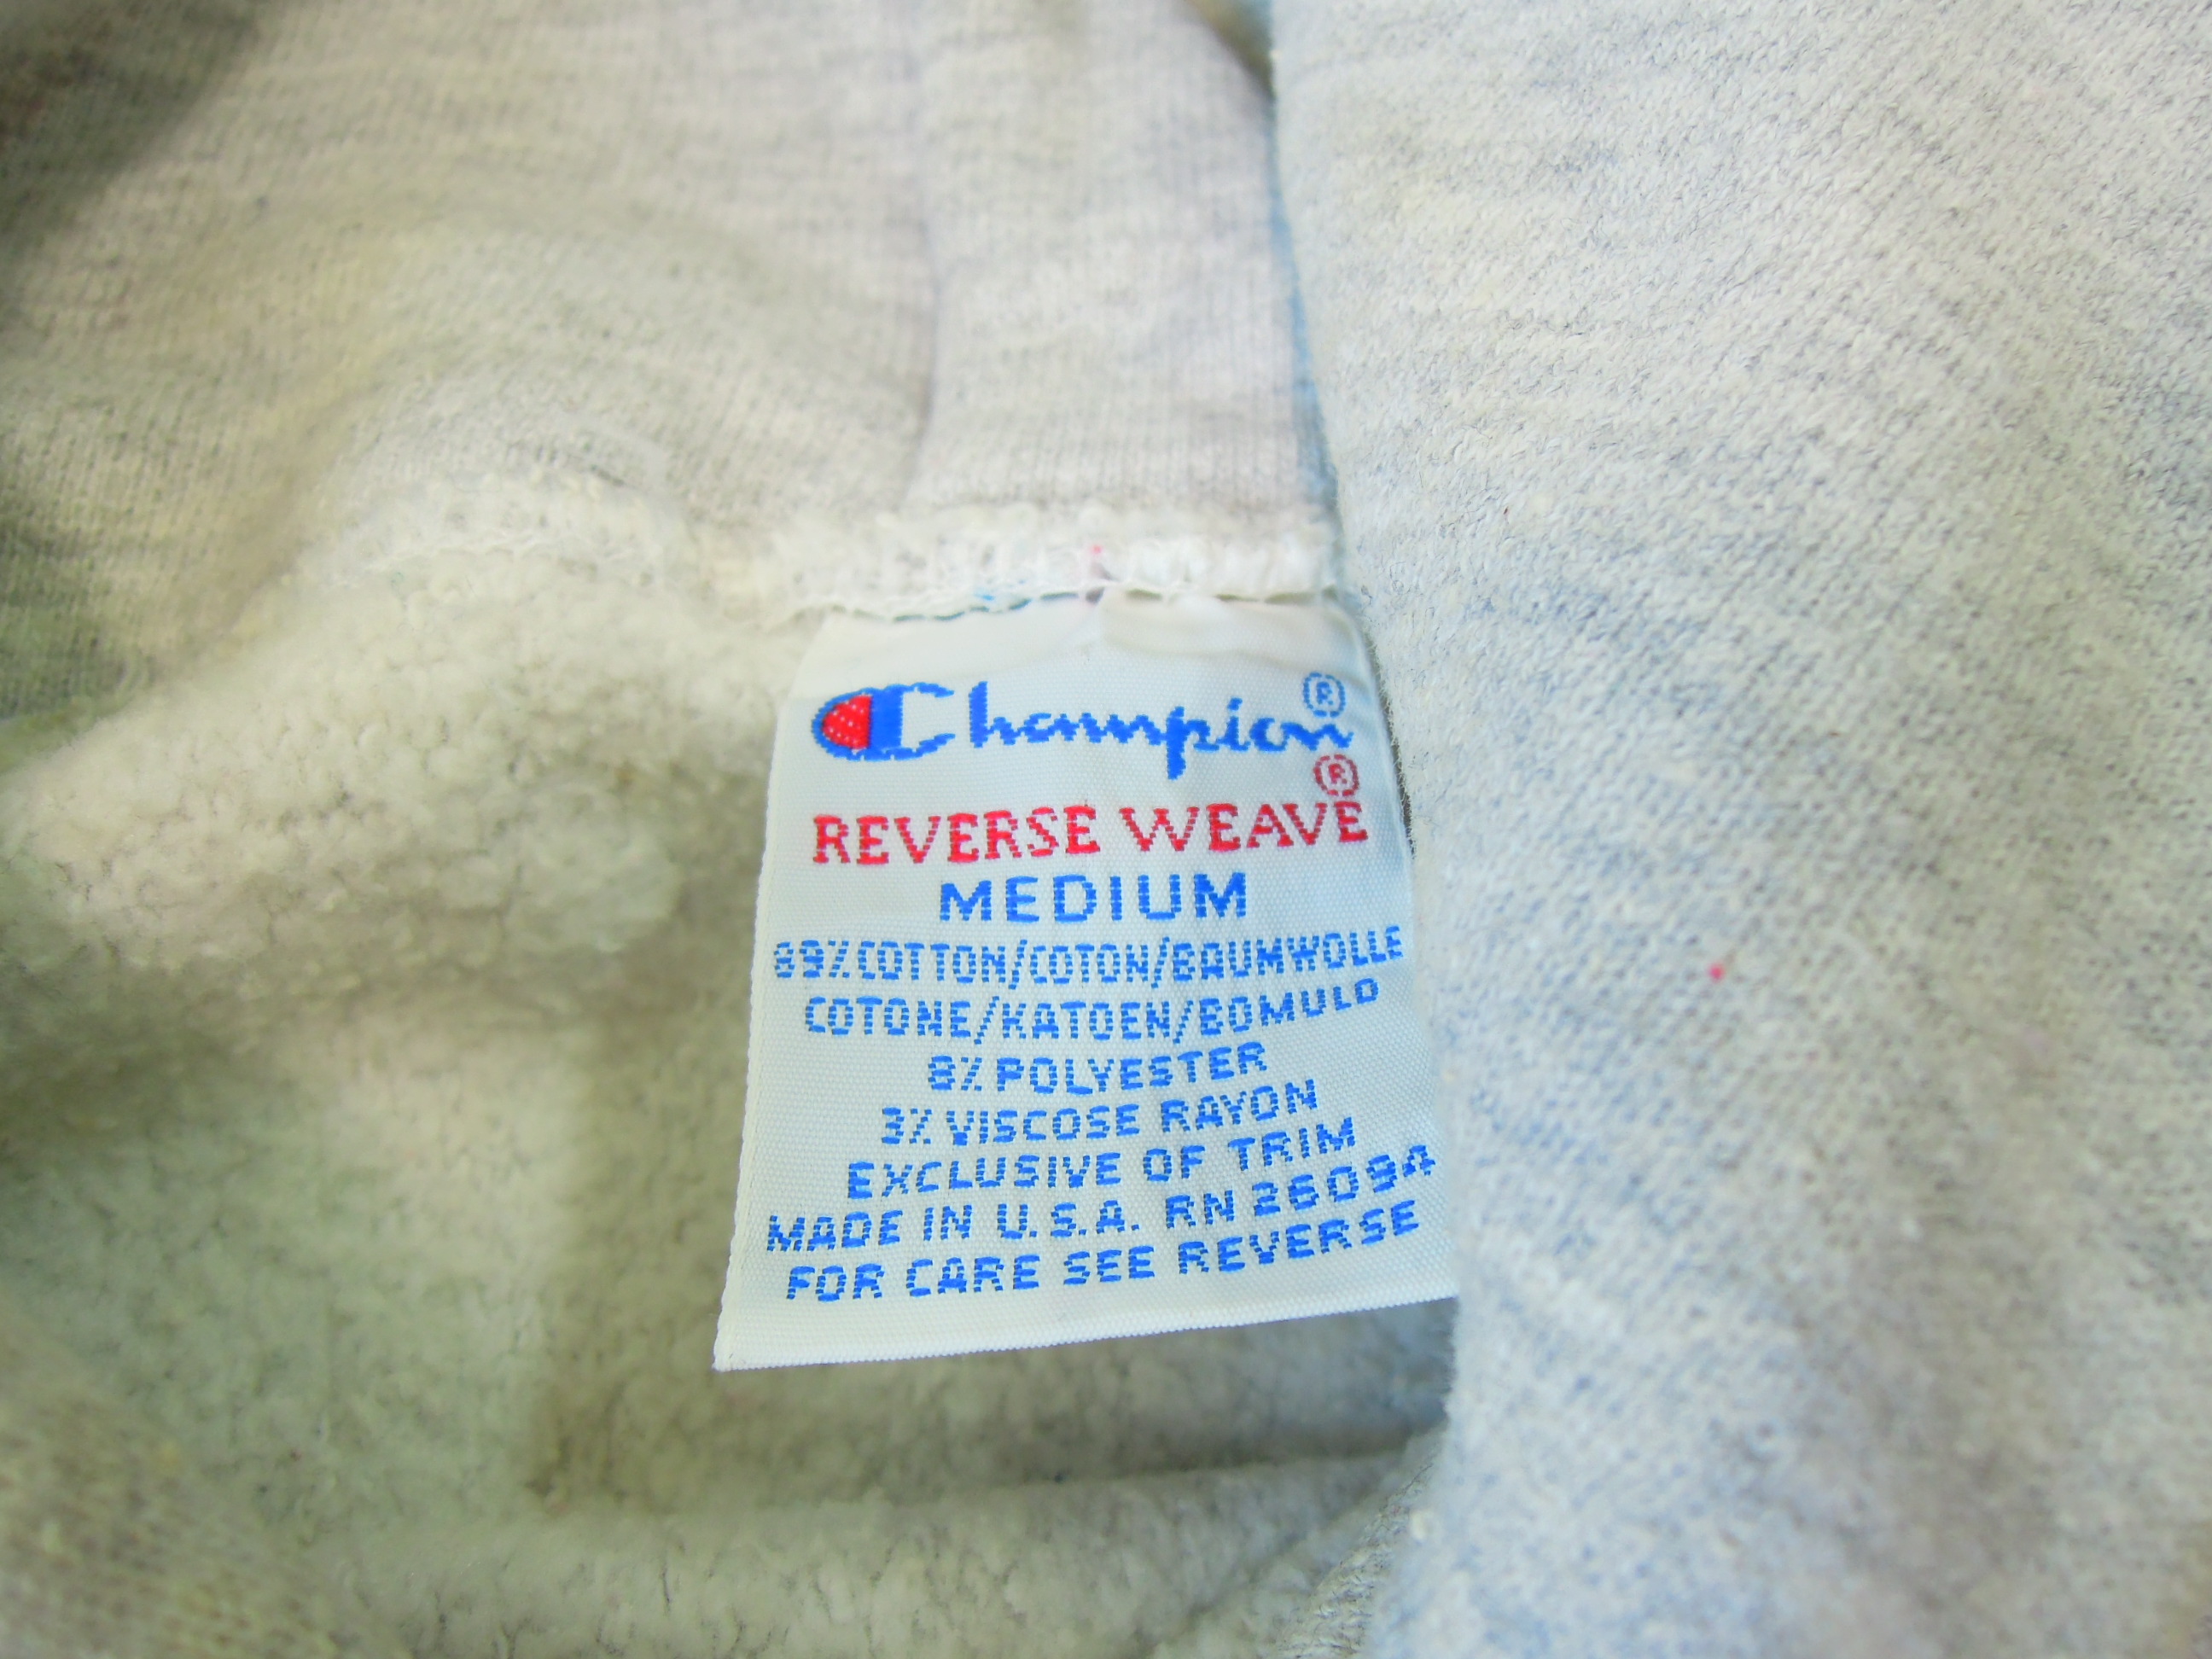 Champion®
REVERSE WEAVE®
MEDIUM
89% COTTON/COTON/BAUMWOLLE
COTONE/KATOEN/BOMULD
8% POLYESTER
3% VISCOSE RAYON
EXCLUSIVE OF TRIM
MADE IN U.S.A. RN 26094
FOR CARE SEE REVERSE